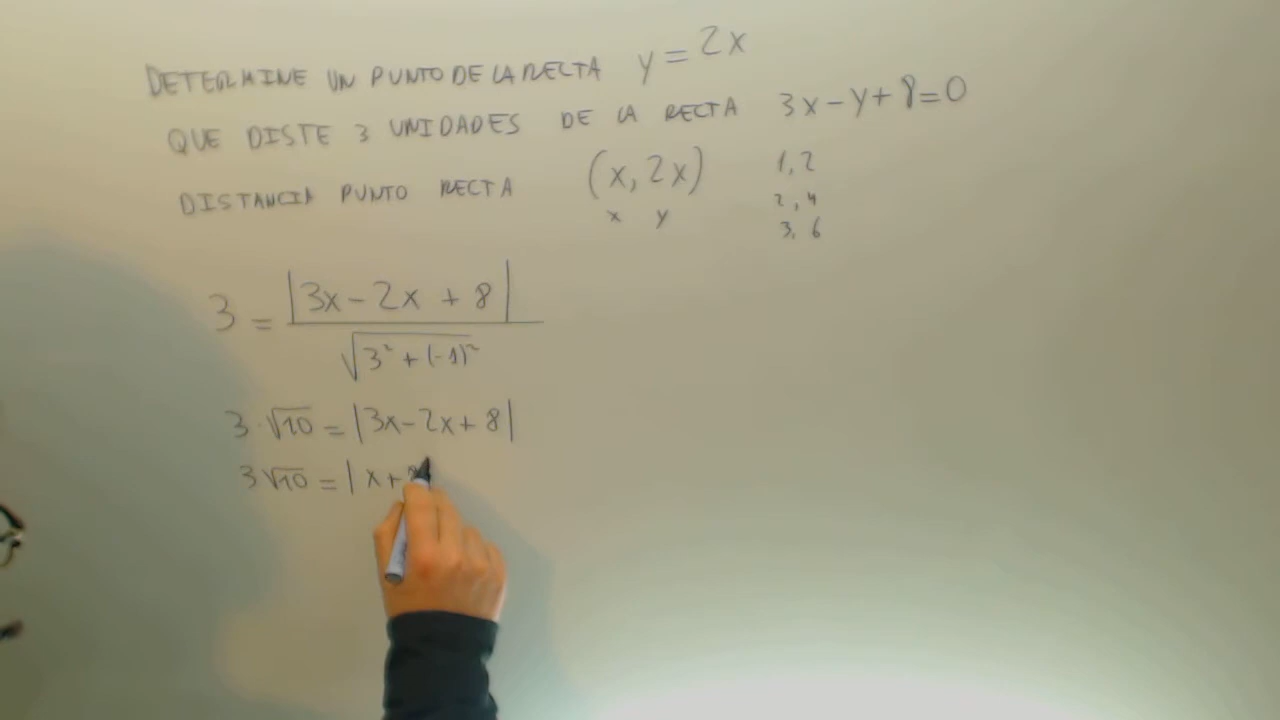 DETERMINE UN PUNTO DE LA RECTA y = 2x
QUE DISTE 3 UNIDADES DE LA RECTA 3x - y + 8 = 0
DISTANCIA PUNTO RECTA (x, 2x) 1, 2
2, 4
x y 3, 6
3 = |3x - 2x + 8|
√3² + (-1)²
3 · √10 = |3x - 2x + 8|
3√10 = | x +